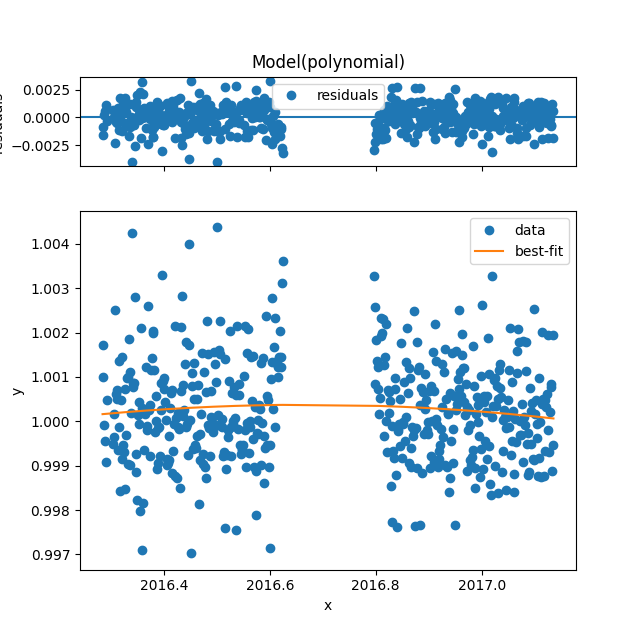 Model(polynomial)
0.0025
0.0000
−0.0025
residuals
residuals
1.004
1.003
1.002
1.001
1.000
0.999
0.998
0.997
y
data
best-fit
2016.4
2016.6
2016.8
2017.0
x